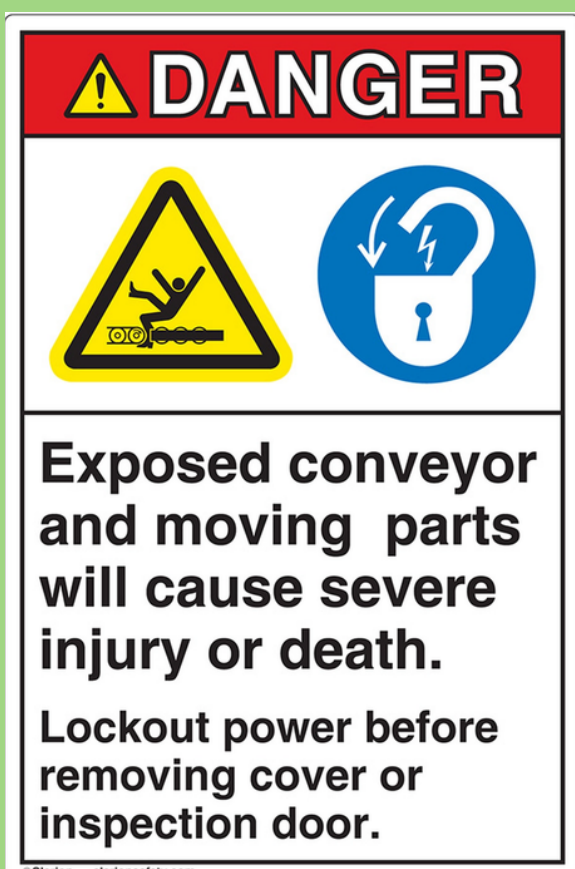 DANGER
Exposed conveyor
and moving parts
will cause severe
injury or death.
Lockout power before
removing cover or
inspection door.